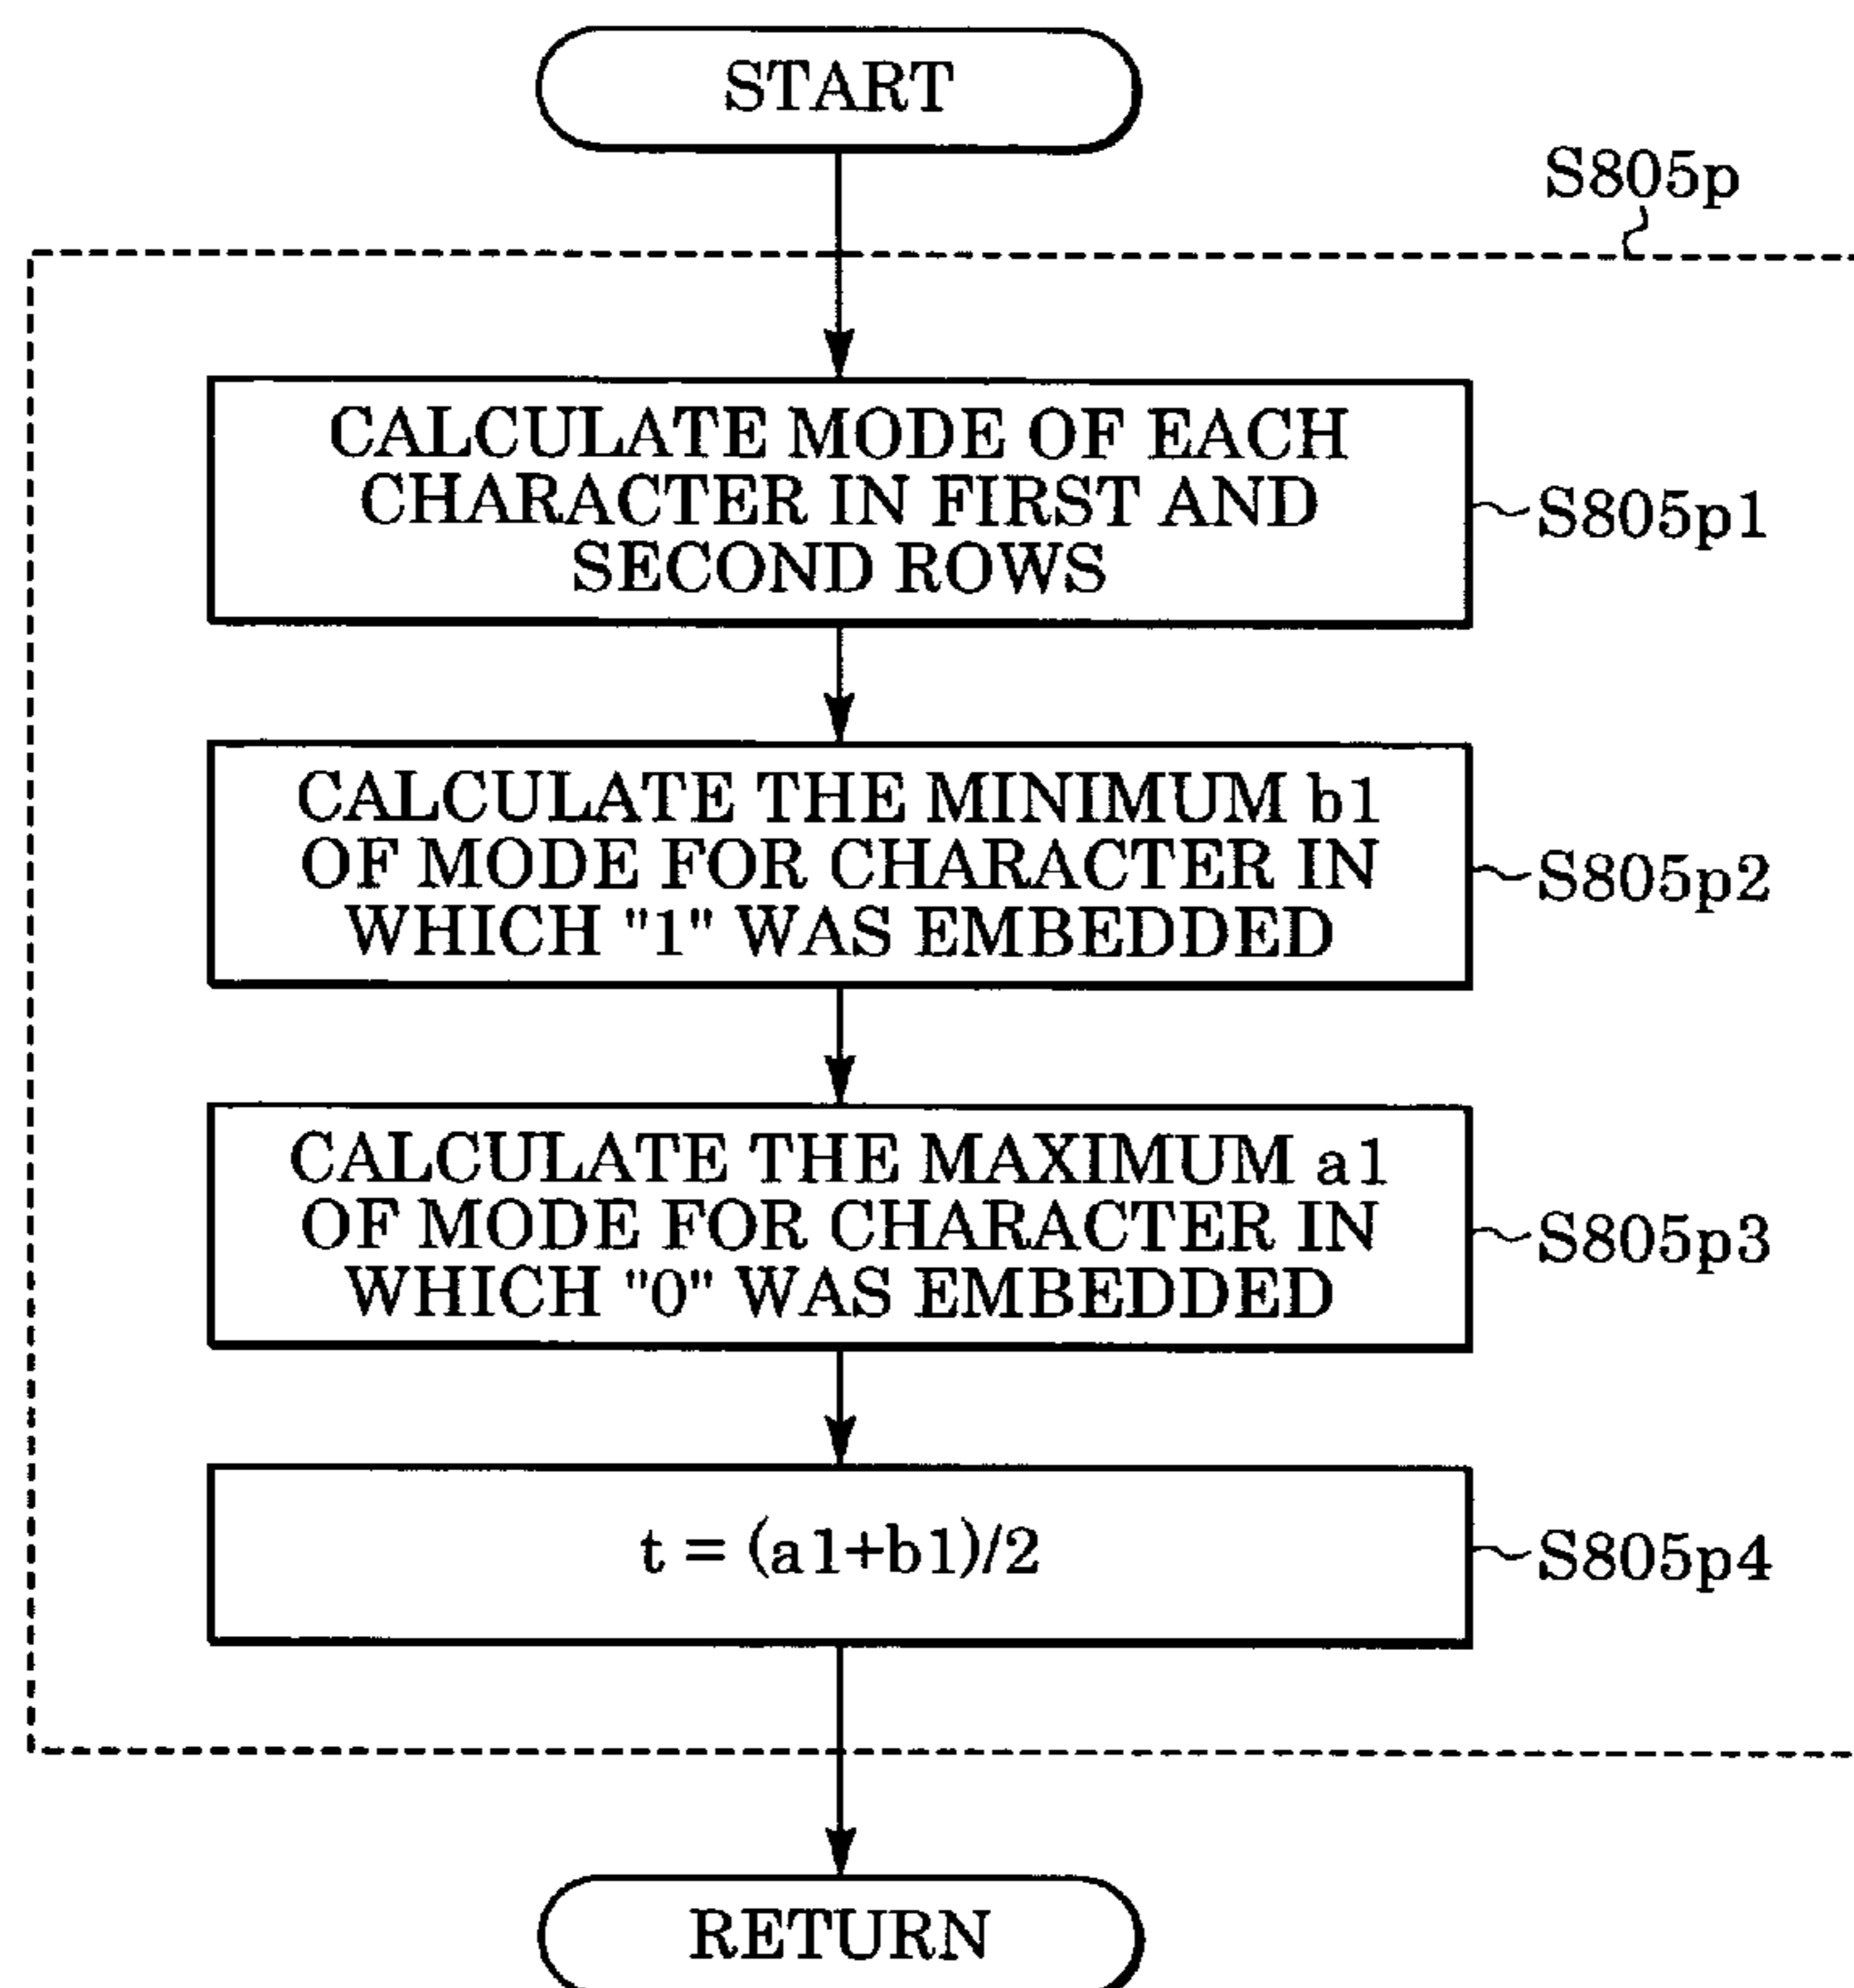 START
S805p
CALCULATE MODE OF EACH
CHARACTER IN FIRST AND
SECOND ROWS
S805p1
CALCULATE THE MINIMUM b1
OF MODE FOR CHARACTER IN
WHICH "1" WAS EMBEDDED
S805p2
CALCULATE THE MAXIMUM a1
OF MODE FOR CHARACTER IN
WHICH "0" WAS EMBEDDED
S805p3
t = (a1+b1)/2
S805p4
RETURN